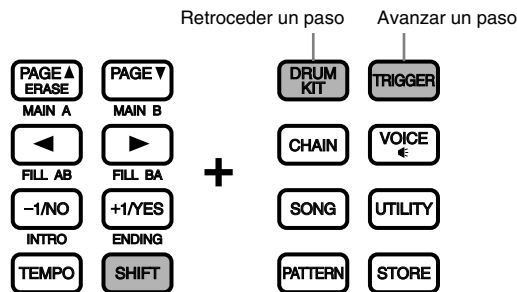 Retroceder un paso Avanzar un paso
PAGE▲
ERASE
PAGE▼
DRUM
KIT
TRIGGER
MAIN A
MAIN B
CHAIN
VOICE
FILL AB
FILL BA
+
−1/NO
+1/YES
SONG
UTILITY
INTRO
ENDING
TEMPO
SHIFT
PATTERN
STORE